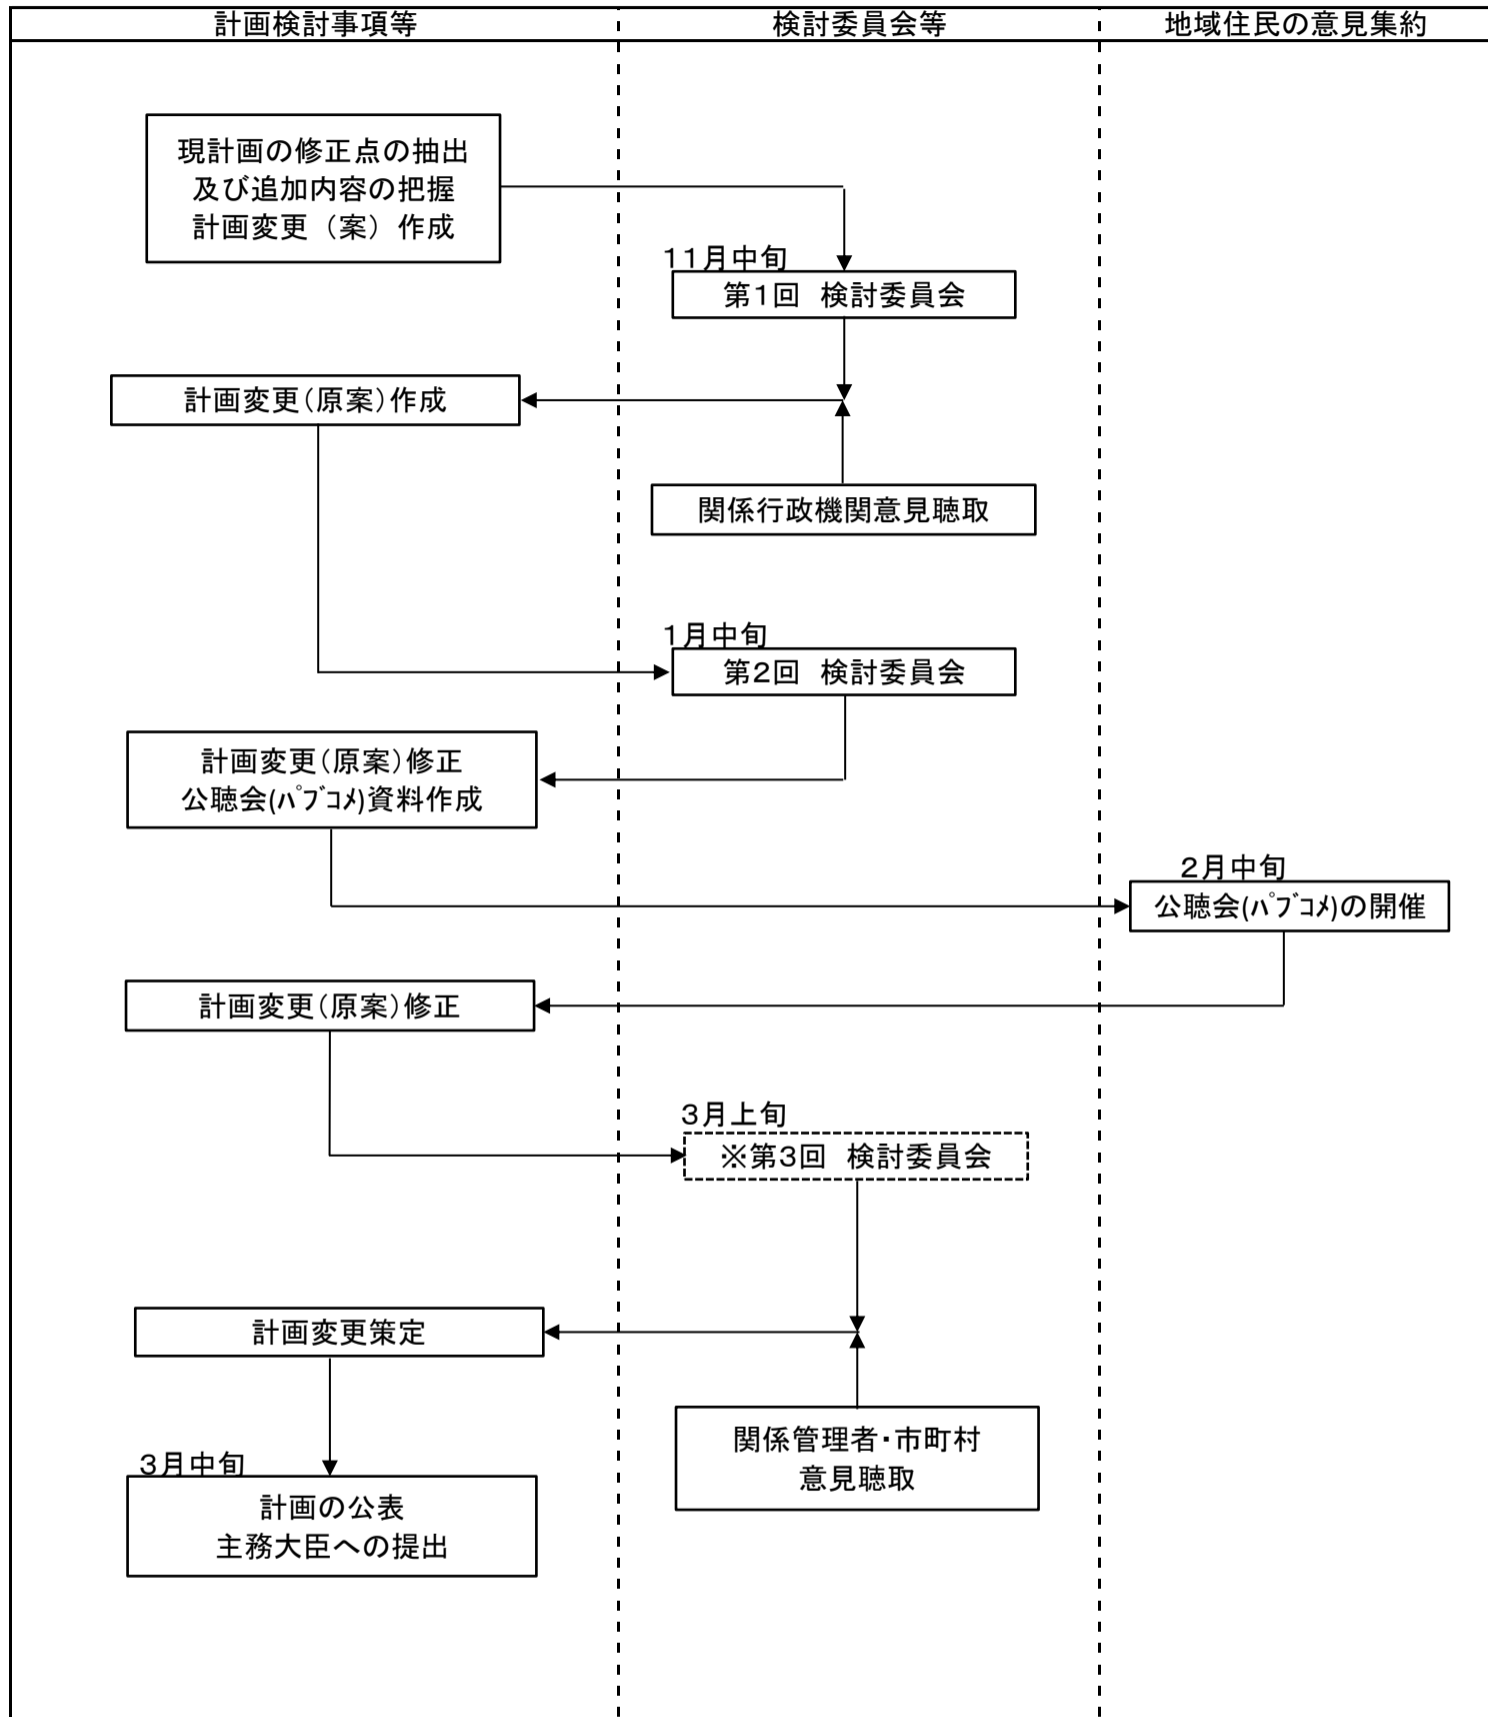 計画検討事項等
検討委員会等
地域住民の意見集約
現計画の修正点の抽出
及び追加内容の把握
計画変更（案）作成
11月中旬
第1回　検討委員会
計画変更（原案）作成
関係行政機関意見聴取
1月中旬
第2回　検討委員会
計画変更（原案）修正
公聴会(ﾊﾟﾌﾞｺﾒ)資料作成
2月中旬
公聴会(ﾊﾟﾌﾞｺﾒ)の開催
計画変更（原案）修正
3月上旬
※第3回　検討委員会
計画変更策定
関係管理者・市町村
意見聴取
3月中旬
計画の公表
主務大臣への提出